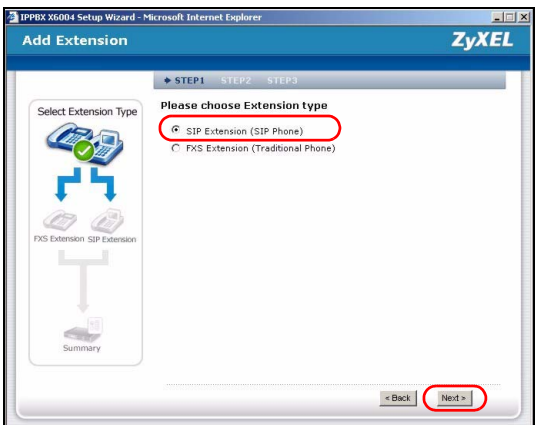 IPPBX X6004 Setup Wizard - Microsoft Internet Explorer
Add Extension
ZyXEL
STEP1 STEP2 STEP3
Select Extension Type
FXS Extension SIP Extension
Summary
Please choose Extension type
SIP Extension (SIP Phone)
FXS Extension (Traditional Phone)
< Back Next >